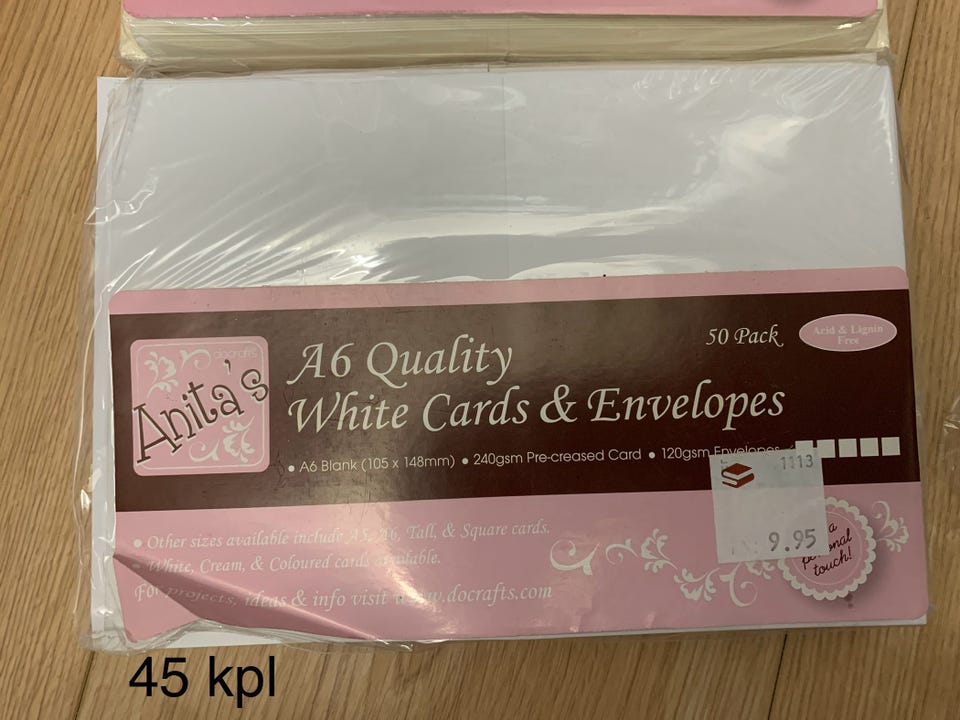 docrafts
Anita's
A6 Quality
White Cards & Envelopes
50 Pack
Acid & Lignin
Free
• A6 Blank (105 x 148mm) • 240gsm Pre-creased Card • 120gsm Envelopes
1113
9.95
• Other sizes available include A5, A6, Tall, & Square cards.
• White, Cream, & Coloured cards available.
For projects, ideas & info visit www.docrafts.com
a
personal
touch!
45 kpl